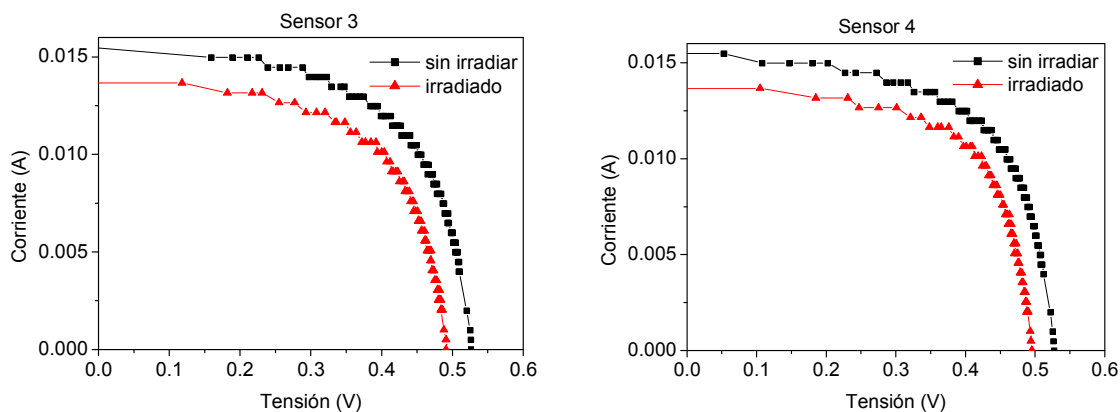 Sensor 3
0.015
0.010
0.005
0.000
Corriente (A)
sin irradiar
irradiado
0.0 0.1 0.2 0.3 0.4 0.5 0.6
Tensión (V)
Sensor 4
0.015
0.010
0.005
0.000
Corriente (A)
sin irradiar
irradiado
0.0 0.1 0.2 0.3 0.4 0.5 0.6
Tensión (V)